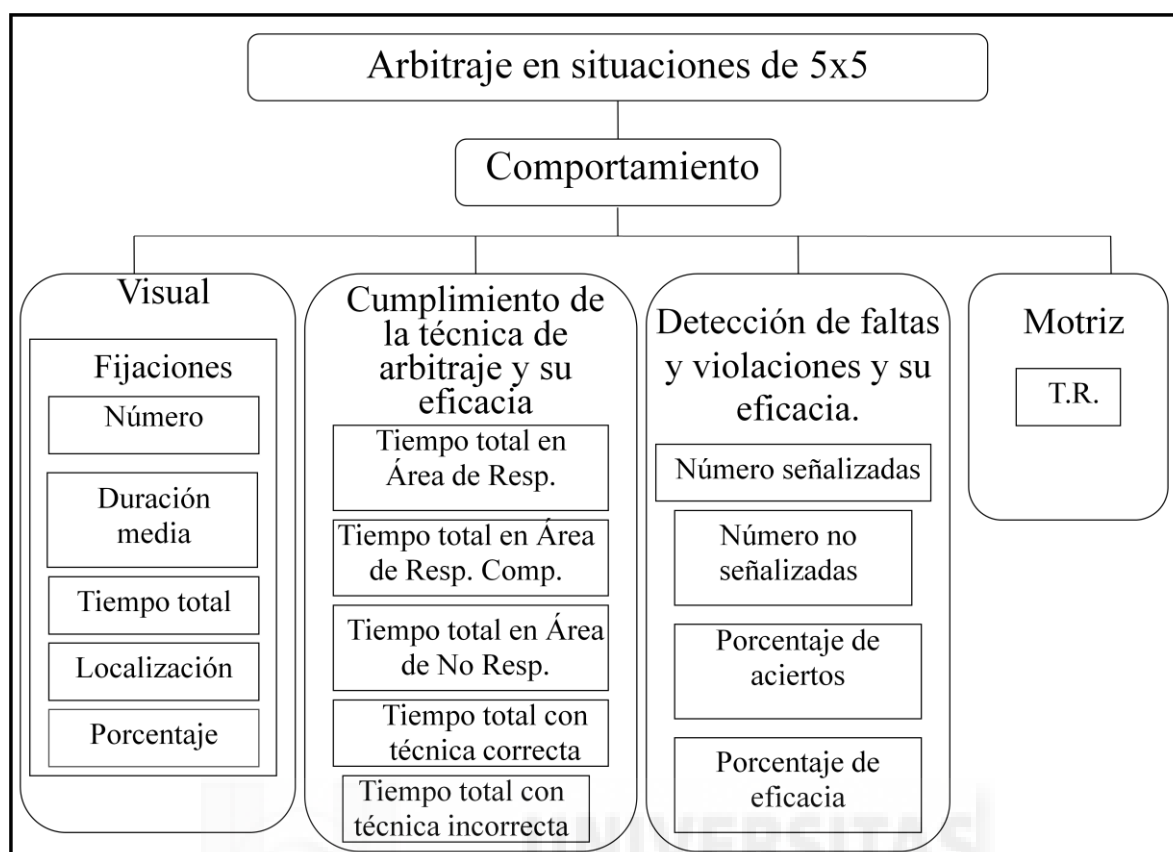 Arbitraje en situaciones de 5x5
Comportamiento
Visual
Fijaciones
Número
Duración
media
Tiempo total
Localización
Porcentaje
Cumplimiento de
la técnica de
arbitraje y su
eficacia
Tiempo total en
Área de Resp.
Tiempo total en Área
de Resp. Comp.
Tiempo total en Área
de No Resp.
Tiempo total con
técnica correcta
Tiempo total con
técnica incorrecta
Detección de faltas
y violaciones y su
eficacia.
Número señalizadas
Número no
señalizadas
Porcentaje de
aciertos
Porcentaje de
eficacia
Motriz
T.R.
UNIVERSITAS